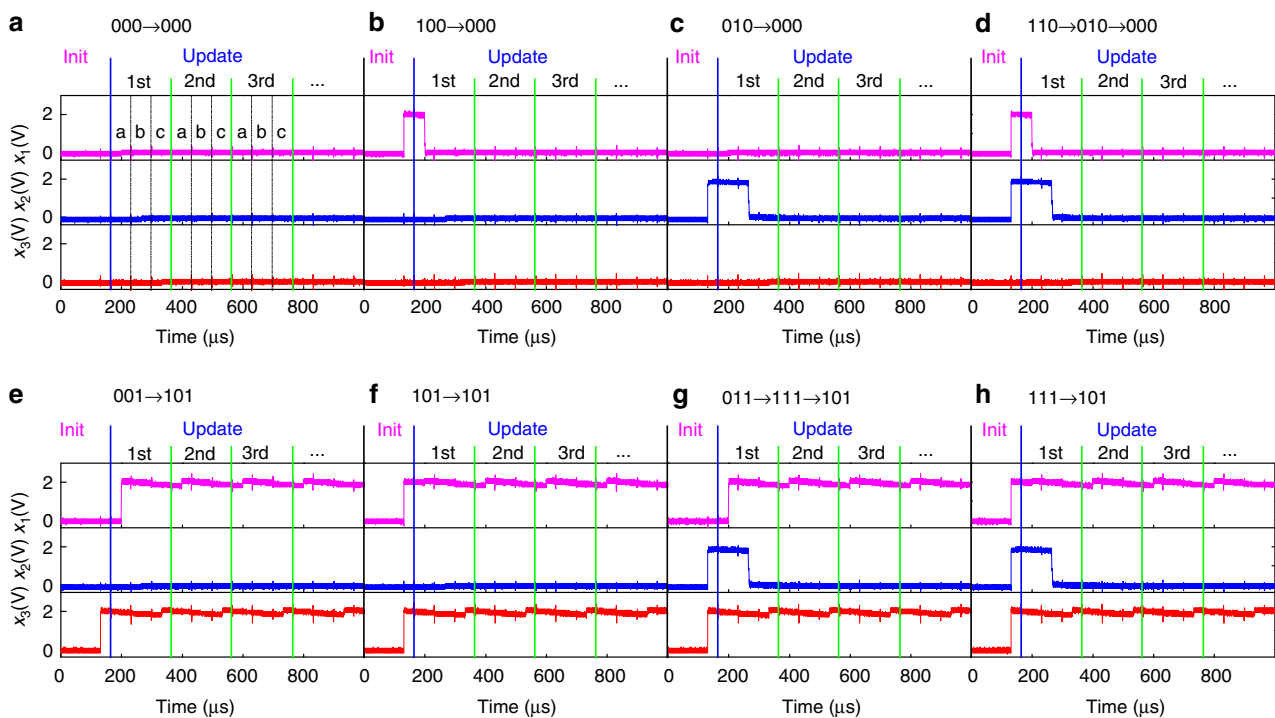 a 000→000 b 100→000 c 010→000 d 110→010→000
Init Update Init Update Init Update Init Update
1st 2nd 3rd ... 1st 2nd 3rd ... 1st 2nd 3rd ... 1st 2nd 3rd ...
x₃(V) x₂(V) x₁(V)
2
a b c a b c a b c
0
2
0
2
0
0 200 400 600 800 0 200 400 600 800 0 200 400 600 800 0 200 400 600 800
Time (μs) Time (μs) Time (μs) Time (μs)
e 001→101 f 101→101 g 011→111→101 h 111→101
Init Update Init Update Init Update Init Update
1st 2nd 3rd ... 1st 2nd 3rd ... 1st 2nd 3rd ... 1st 2nd 3rd ...
x₃(V) x₂(V) x₁(V)
2
0
2
0
2
0
0 200 400 600 800 0 200 400 600 800 0 200 400 600 800 0 200 400 600 800
Time (μs) Time (μs) Time (μs) Time (μs)